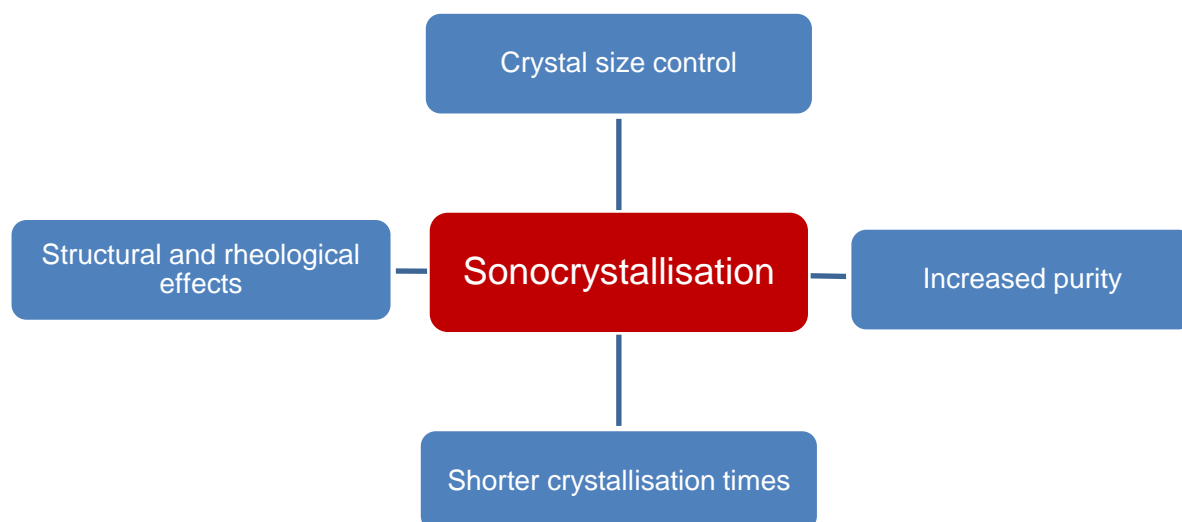 Crystal size control
Structural and rheological
effects
Sonocrystallisation
Increased purity
Shorter crystallisation times